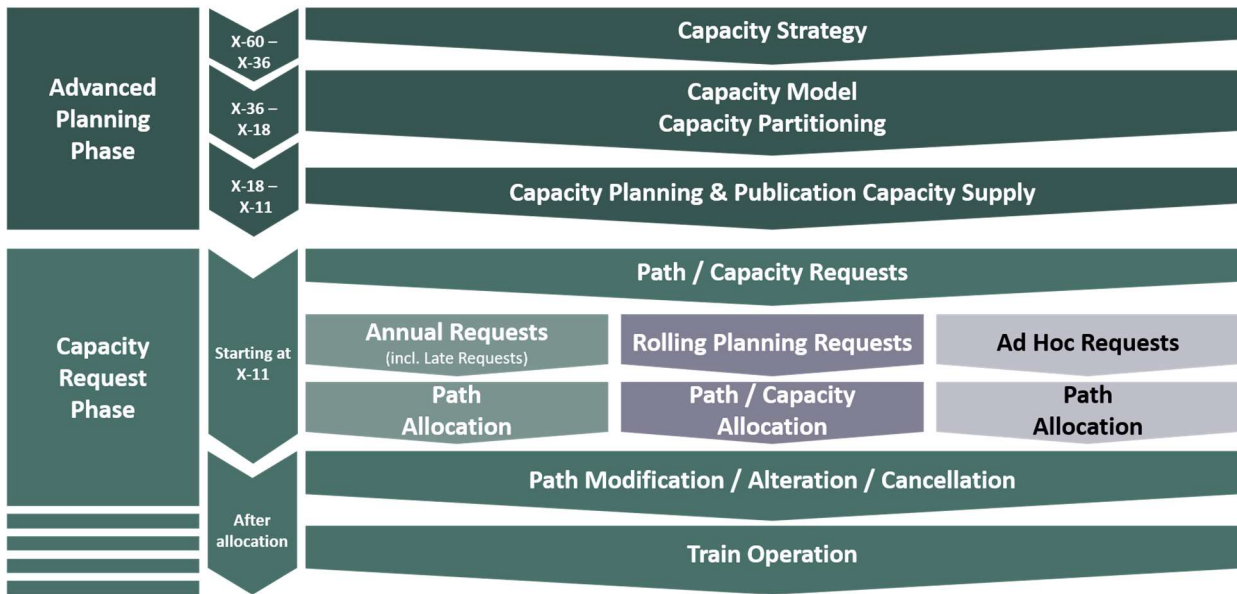 Advanced
Planning
Phase
X-60 –
X-36
Capacity Strategy
X-36 –
X-18
Capacity Model
Capacity Partitioning
X-18 –
X-11
Capacity Planning & Publication Capacity Supply
Capacity
Request
Phase
Starting at
X-11
Path / Capacity Requests
Annual Requests
(incl. Late Requests)
Rolling Planning Requests
Ad Hoc Requests
Path
Allocation
Path / Capacity
Allocation
Path
Allocation
After
allocation
Path Modification / Alteration / Cancellation
Train Operation